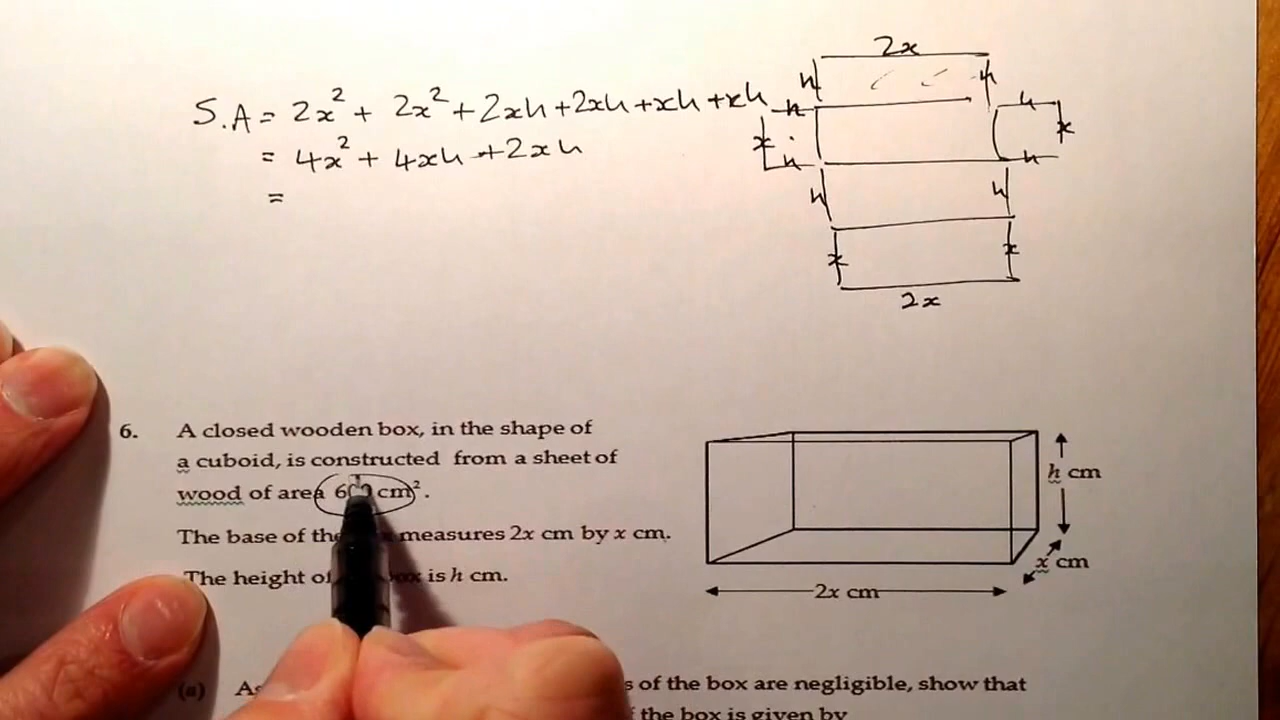 S.A = 2x² + 2x² + 2xh + 2xh + xh + xh
= 4x² + 4xh + 2xh
=
2x
h h
h h
x x
h h
h h
x x
2x
6. A closed wooden box, in the shape of
a cuboid, is constructed from a sheet of
wood of area cm².
The base of the measures 2x cm by x cm.
The height of is h cm.
h cm
x cm
2x cm
(a)
s of the box are negligible, show that
the box is given by